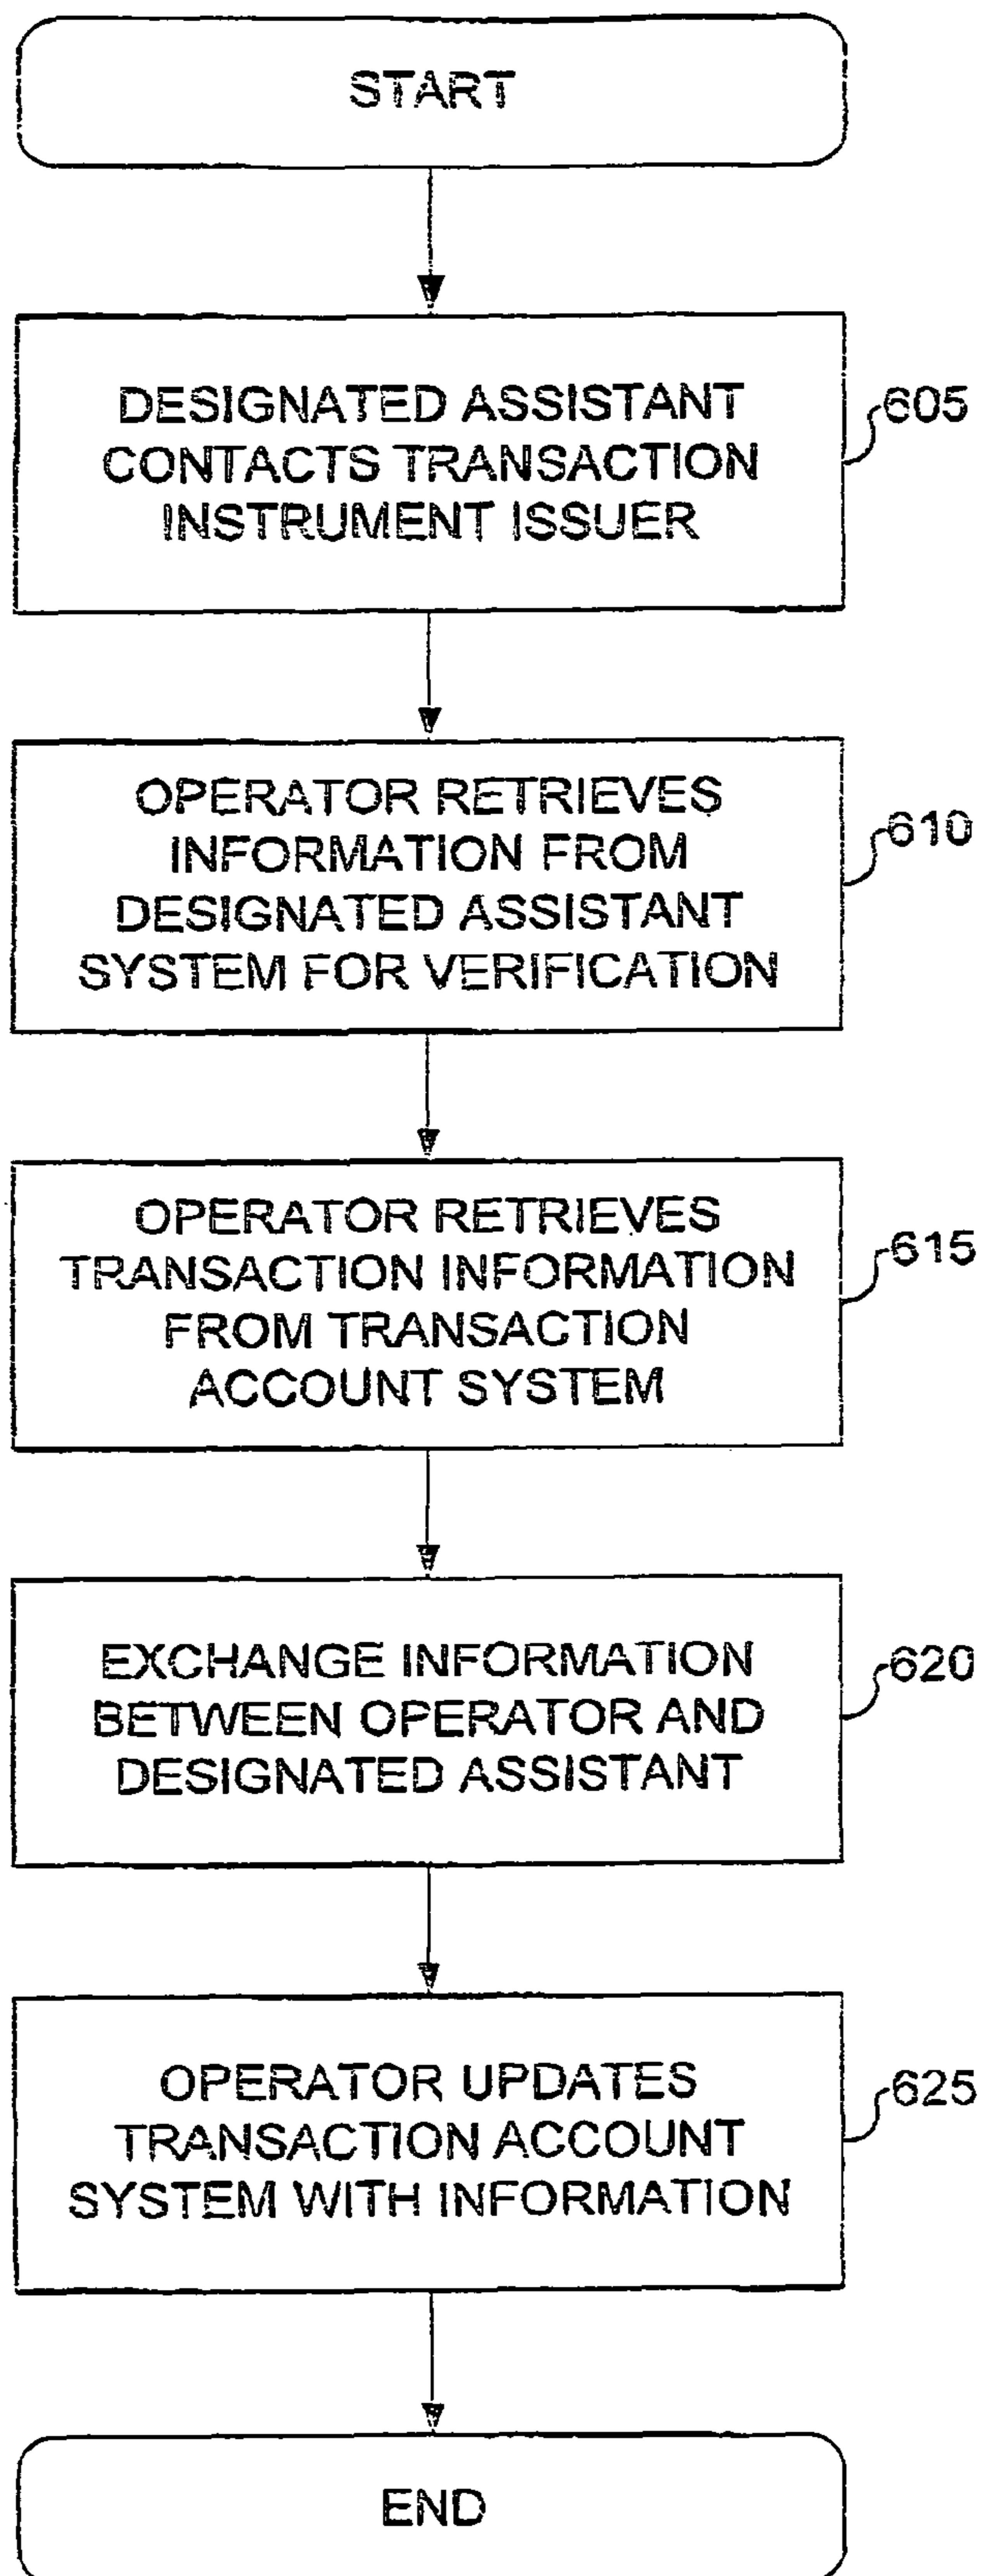 START
DESIGNATED ASSISTANT
CONTACTS TRANSACTION
INSTRUMENT ISSUER
605
OPERATOR RETRIEVES
INFORMATION FROM
DESIGNATED ASSISTANT
SYSTEM FOR VERIFICATION
610
OPERATOR RETRIEVES
TRANSACTION INFORMATION
FROM TRANSACTION
ACCOUNT SYSTEM
615
EXCHANGE INFORMATION
BETWEEN OPERATOR AND
DESIGNATED ASSISTANT
620
OPERATOR UPDATES
TRANSACTION ACCOUNT
SYSTEM WITH INFORMATION
625
END